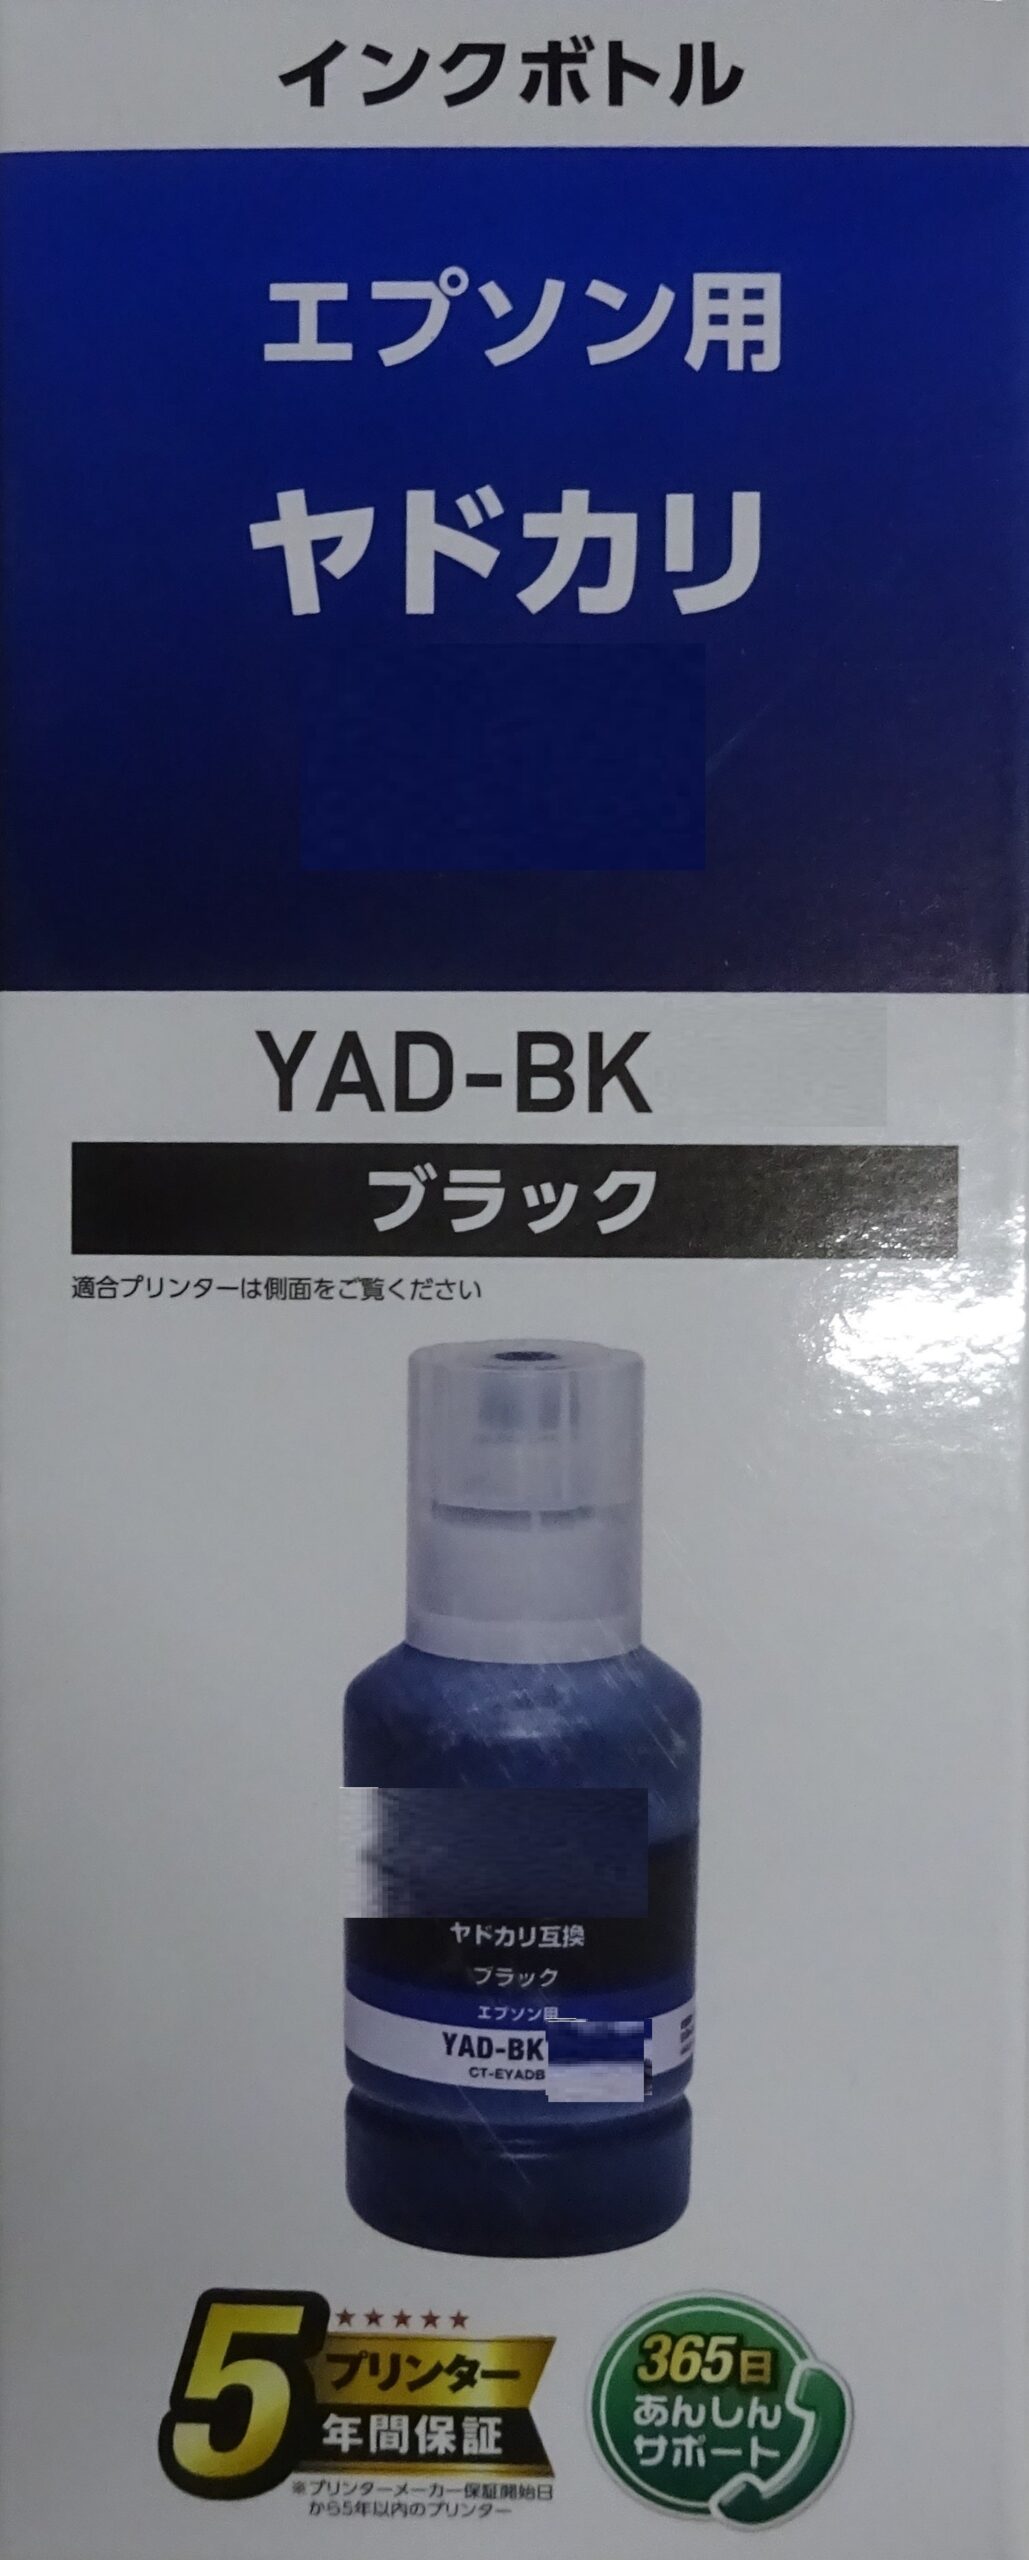 インクボトル
エプソン用
ヤドカリ
YAD-BK
ブラック
適合プリンターは側面をご覧ください
ヤドカリ互換
ブラック
エプソン用
YAD-BK
CT-EYADB
5
プリンター
年間保証
※プリンターメーカー保証開始日
から5年以内のプリンター
365日
あんしん
サポート